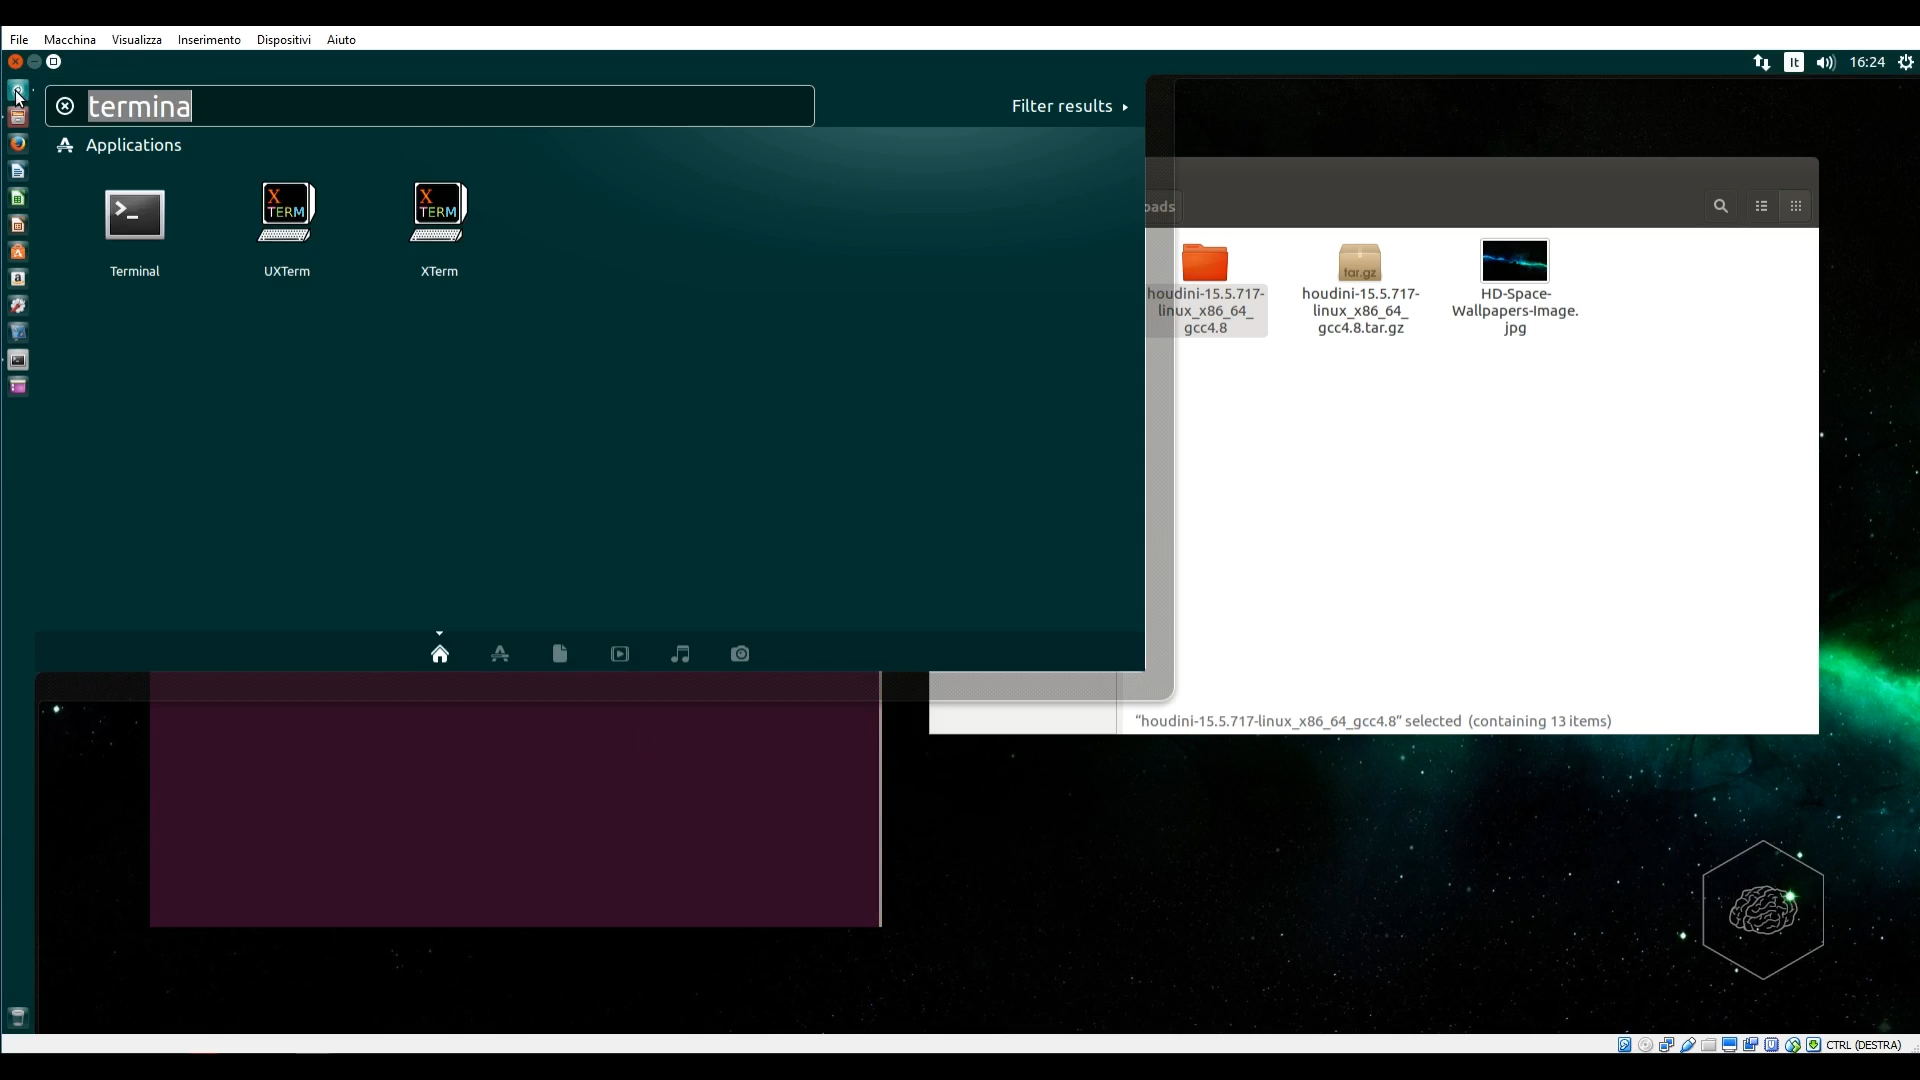 File Macchina Visualizza Inserimento Dispositivi Aiuto
It 16:24
termina
Filter results
Applications
Terminal
UXTerm
XTerm
X TERM
X TERM
oads
houdini-15.5.717-
linux_x86_64_
gcc4.8
tar.gz
houdini-15.5.717-
linux_x86_64_
gcc4.8.tar.gz
HD-Space-
Wallpapers-Image.
jpg
“houdini-15.5.717-linux_x86_64_gcc4.8” selected (containing 13 items)
CTRL (DESTRA)